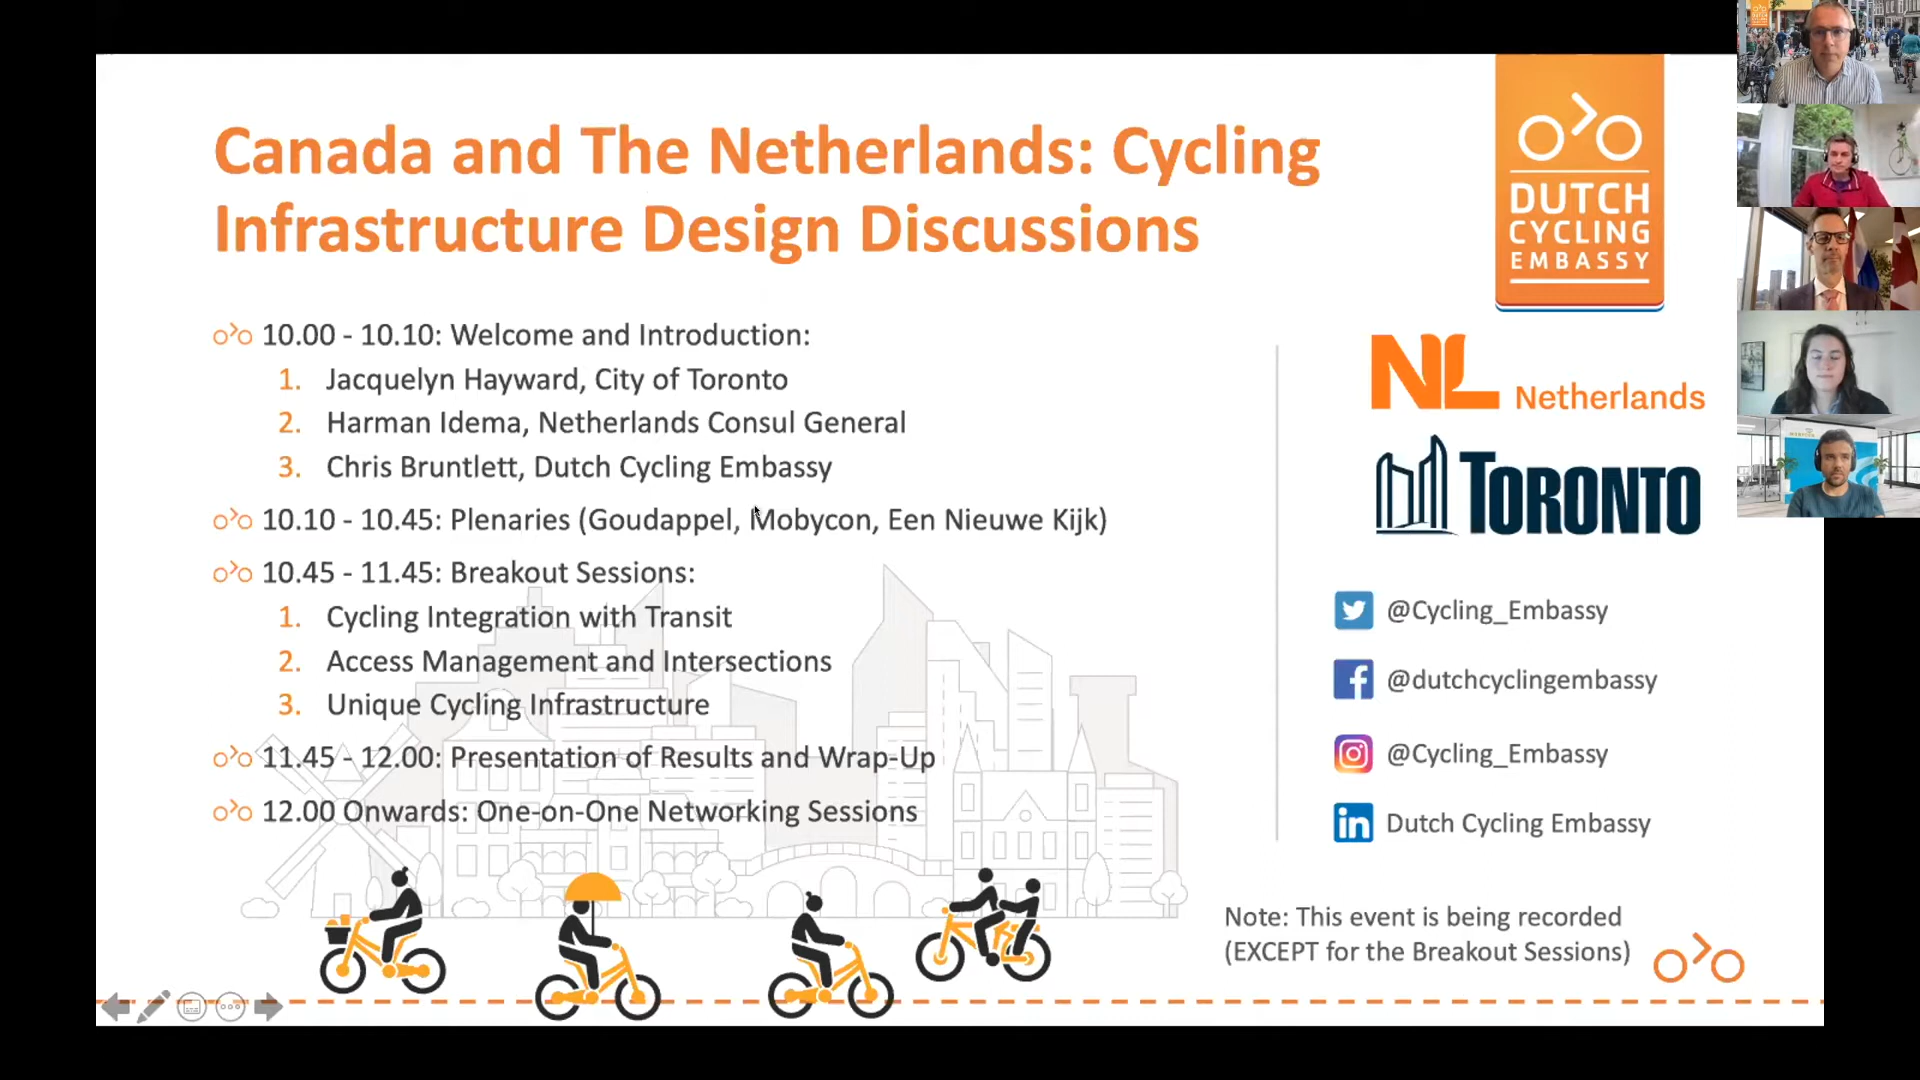 Canada and The Netherlands: Cycling
Infrastructure Design Discussions
10.00 - 10.10: Welcome and Introduction:
1. Jacquelyn Hayward, City of Toronto
2. Harman Idema, Netherlands Consul General
3. Chris Bruntlett, Dutch Cycling Embassy
10.10 - 10.45: Plenaries (Goudappel, Mobycon, Een Nieuwe Kijk)
10.45 - 11.45: Breakout Sessions:
1. Cycling Integration with Transit
2. Access Management and Intersections
3. Unique Cycling Infrastructure
11.45 - 12.00: Presentation of Results and Wrap-Up
12.00 Onwards: One-on-One Networking Sessions
DUTCH
CYCLING
EMBASSY
NL Netherlands
TORONTO
@Cycling_Embassy
@dutchcyclingembassy
@Cycling_Embassy
in Dutch Cycling Embassy
Note: This event is being recorded
(EXCEPT for the Breakout Sessions)